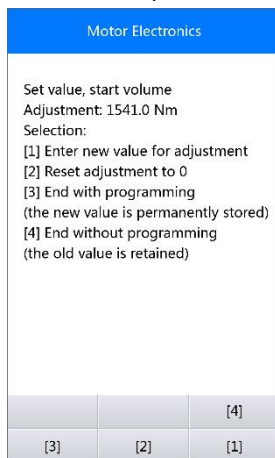 Motor Electronics
Set value, start volume
Adjustment: 1541.0 Nm
Selection:
[1] Enter new value for adjustment
[2] Reset adjustment to 0
[3] End with programming
(the new value is permanently stored)
[4] End without programming
(the old value is retained)
[4]
[3] [2] [1]